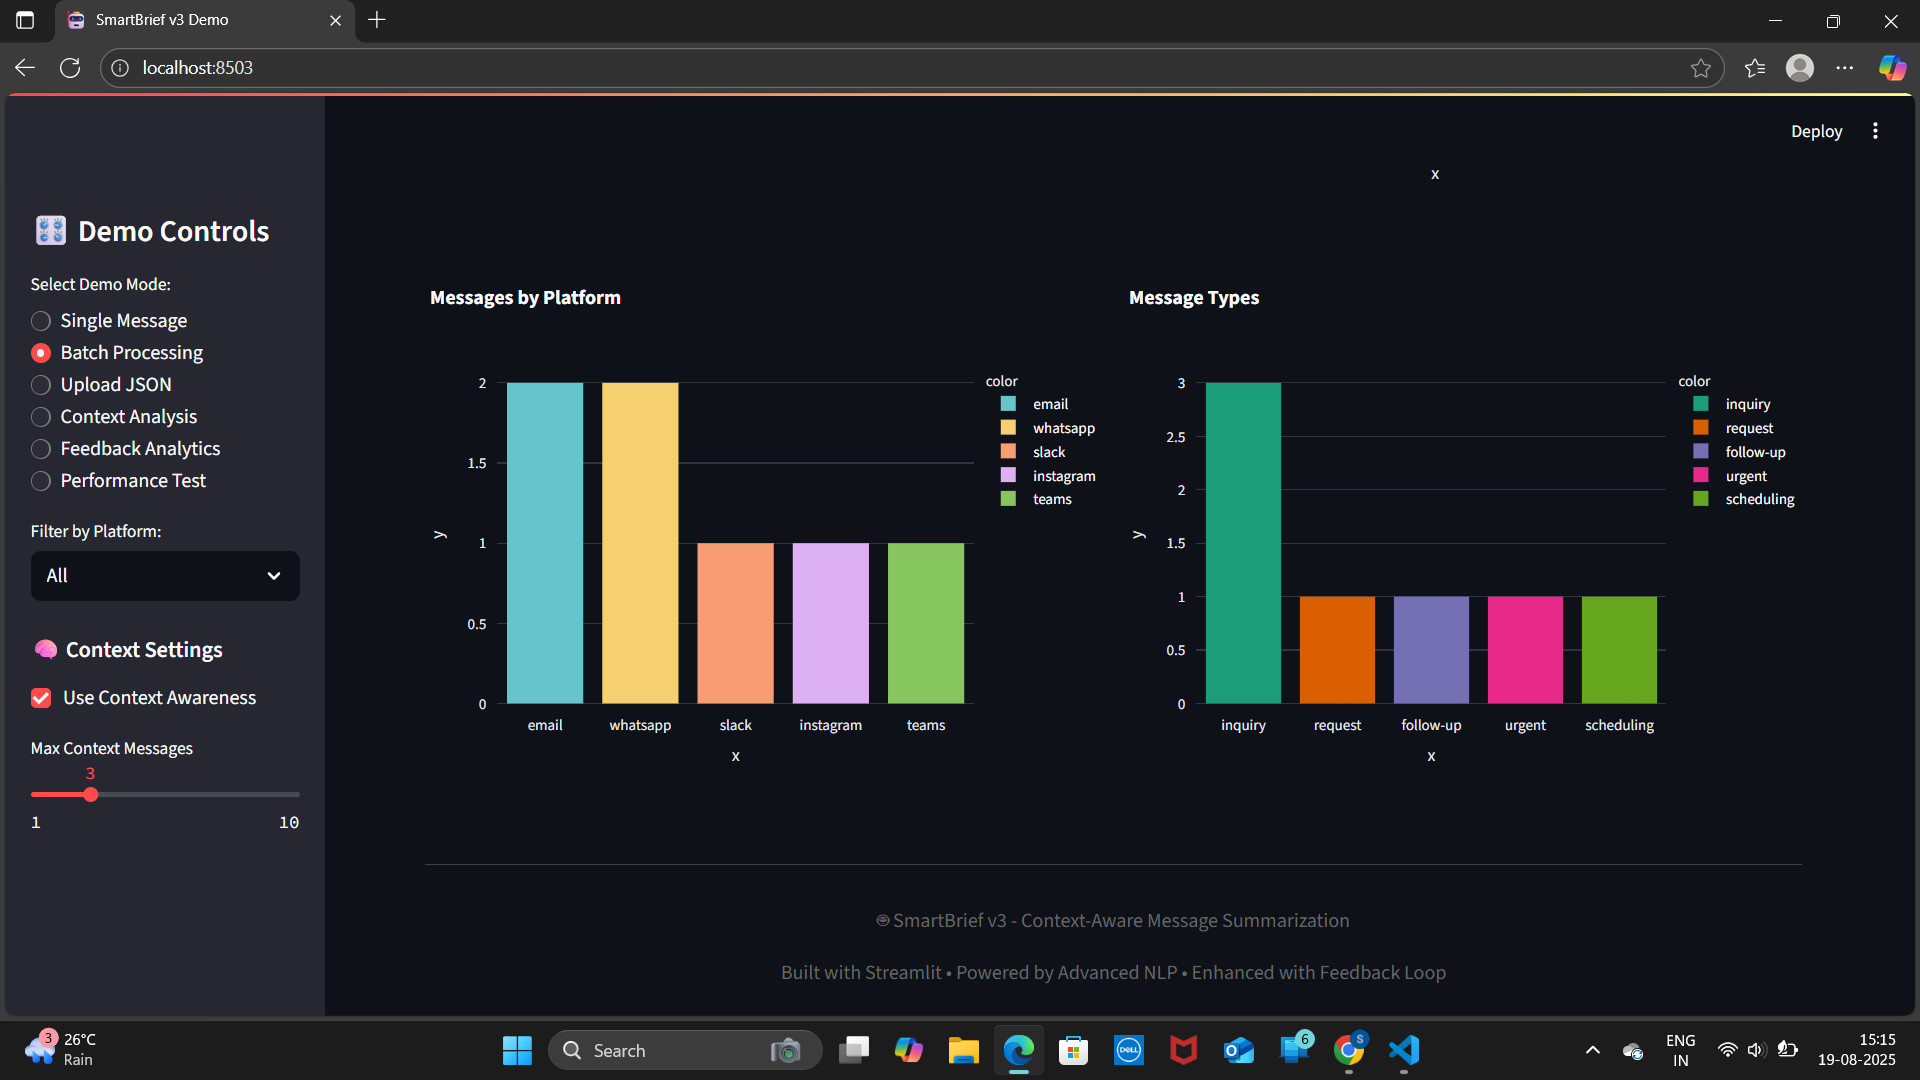 SmartBrief v3 Demo
localhost:8503
Deploy
x
Demo Controls
Select Demo Mode:
Single Message
Batch Processing
Upload JSON
Context Analysis
Feedback Analytics
Performance Test
Filter by Platform:
All
Context Settings
Use Context Awareness
Max Context Messages
3
1 10
Messages by Platform
2
1.5
1
0.5
0
y
email whatsapp slack instagram teams
x
color
email
whatsapp
slack
instagram
teams
Message Types
3
2.5
2
1.5
1
0.5
0
y
inquiry request follow-up urgent scheduling
x
color
inquiry
request
follow-up
urgent
scheduling
SmartBrief v3 - Context-Aware Message Summarization
Built with Streamlit • Powered by Advanced NLP • Enhanced with Feedback Loop
3
26°C
Rain
Search
DELL
6
S
ENG
IN
15:15
19-08-2025